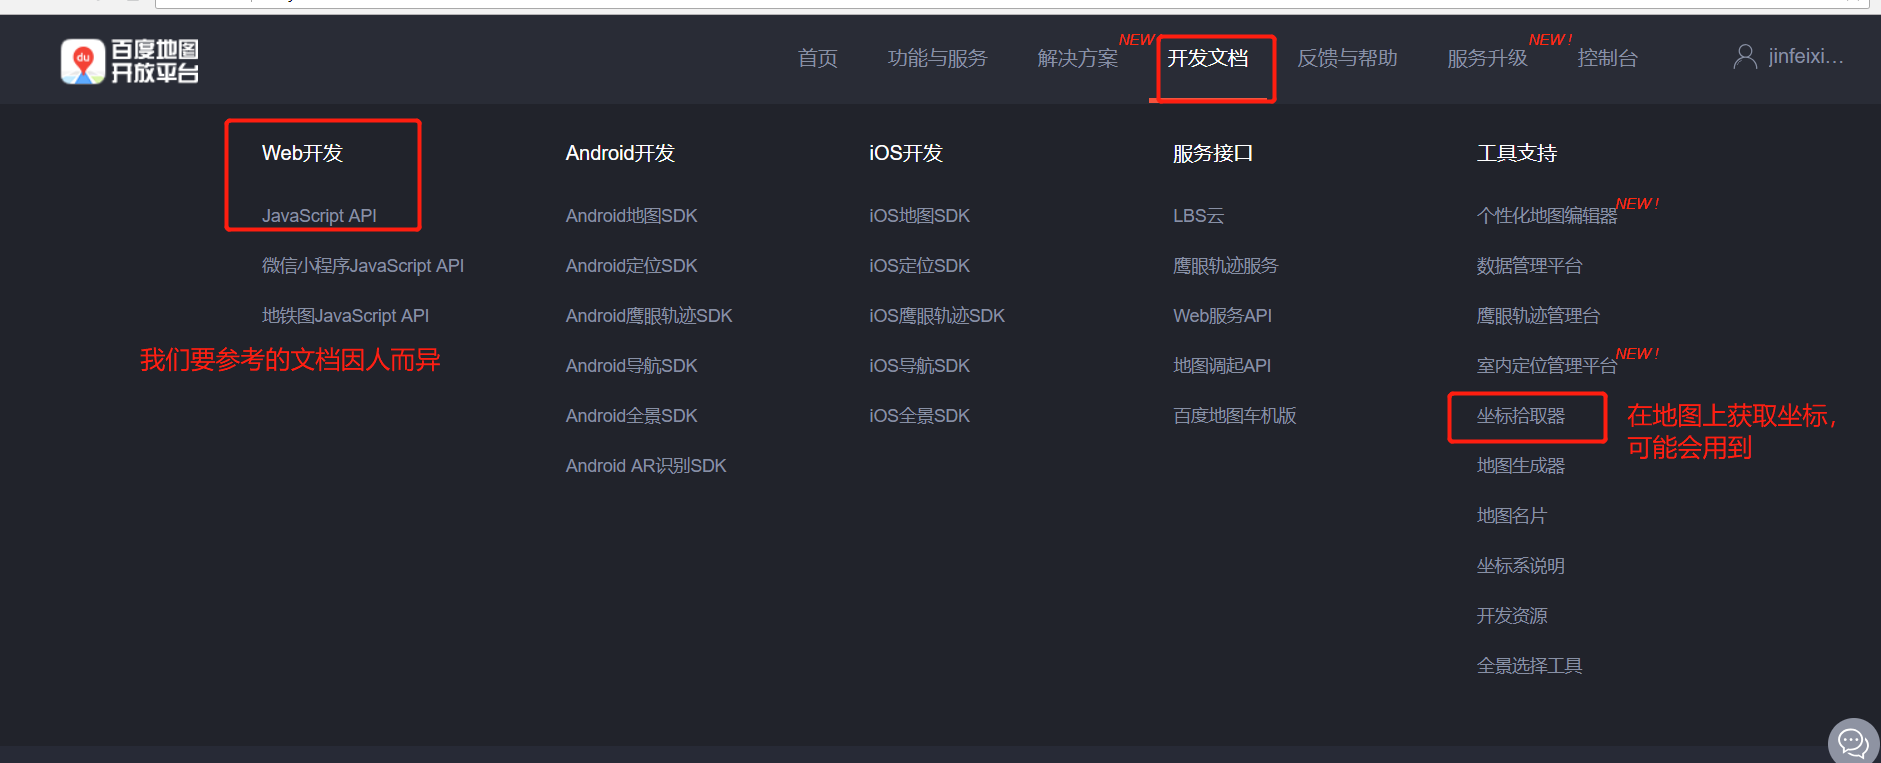 du
百度地图
开放平台
首页
功能与服务
解决方案
NEW
开发文档
反馈与帮助
服务升级
NEW!
控制台
jinfeixi...
Web开发
JavaScript API
微信小程序JavaScript API
地铁图JavaScript API
我们要参考的文档因人而异
Android开发
Android地图SDK
Android定位SDK
Android鹰眼轨迹SDK
Android导航SDK
Android全景SDK
Android AR识别SDK
iOS开发
iOS地图SDK
iOS定位SDK
iOS鹰眼轨迹SDK
iOS导航SDK
iOS全景SDK
服务接口
LBS云
鹰眼轨迹服务
Web服务API
地图调起API
百度地图车机版
工具支持
个性化地图编辑器
NEW!
数据管理平台
鹰眼轨迹管理台
室内定位管理平台
NEW!
坐标拾取器
在地图上获取坐标，
可能会用到
地图生成器
地图名片
坐标系说明
开发资源
全景选择工具